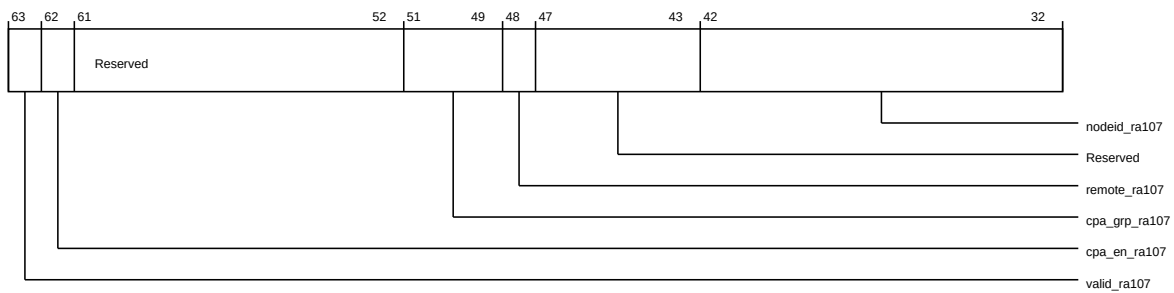 63 62 61 52 51 49 48 47 43 42 32
Reserved
nodeid_ra107
Reserved
remote_ra107
cpa_grp_ra107
cpa_en_ra107
valid_ra107